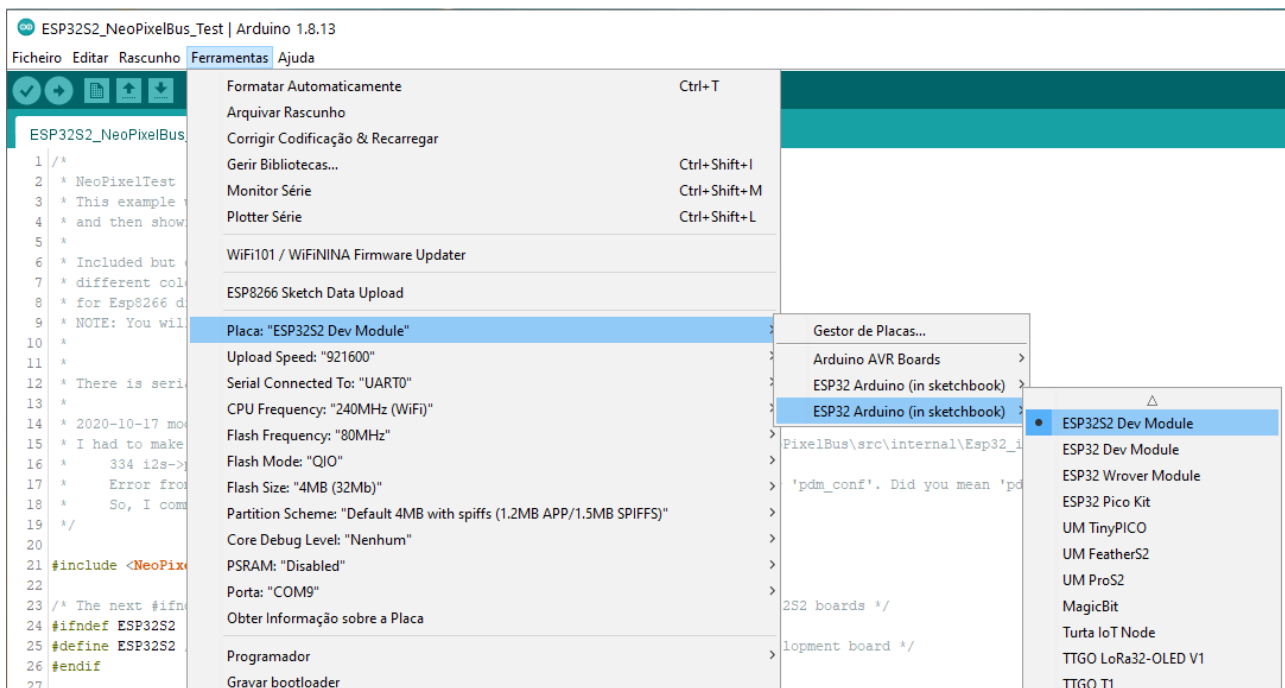 ESP32S2_NeoPixelBus_Test | Arduino 1.8.13
Ficheiro Editar Rascunho Ferramentas Ajuda
ESP32S2_NeoPixelBus_
Formatar Automaticamente Ctrl+T
Arquivar Rascunho
Corrigir Codificação & Recarregar
Gerir Bibliotecas... Ctrl+Shift+I
Monitor Série Ctrl+Shift+M
Plotter Série Ctrl+Shift+L
WiFi101 / WiFiNINA Firmware Updater
ESP8266 Sketch Data Upload
Placa: "ESP32S2 Dev Module"
Upload Speed: "921600"
Serial Connected To: "UART0"
CPU Frequency: "240MHz (WiFi)"
Flash Frequency: "80MHz"
Flash Mode: "QIO"
Flash Size: "4MB (32Mb)"
Partition Scheme: "Default 4MB with spiffs (1.2MB APP/1.5MB SPIFFS)"
Core Debug Level: "Nenhum"
PSRAM: "Disabled"
Porta: "COM9"
Obter Informação sobre a Placa
Programador
Gravar bootloader
Gestor de Placas...
Arduino AVR Boards
ESP32 Arduino (in sketchbook)
ESP32 Arduino (in sketchbook)
ESP32S2 Dev Module
ESP32 Dev Module
ESP32 Wrover Module
ESP32 Pico Kit
UM TinyPICO
UM FeatherS2
UM ProS2
MagicBit
Turta IoT Node
TTGO LoRa32-OLED V1
TTGO T1
1 /*
2 * NeoPixelTest
3 * This example
4 * and then show
5 *
6 * Included but
7 * different col
8 * for Esp8266 d
9 * NOTE: You wil
10 *
11 *
12 * There is seri
13 *
14 * 2020-10-17 mo
15 * I had to make PixelBus\src\internal\Esp32_i
16 * 334 i2s->
17 * Error fro 'pdm_conf'. Did you mean 'pd
18 * So, I com
19 */
20
21 #include <NeoPixe
22
23 /* The next #ifn 2S2 boards */
24 #ifndef ESP32S2
25 #define ESP32S2 lopment board */
26 #endif
27